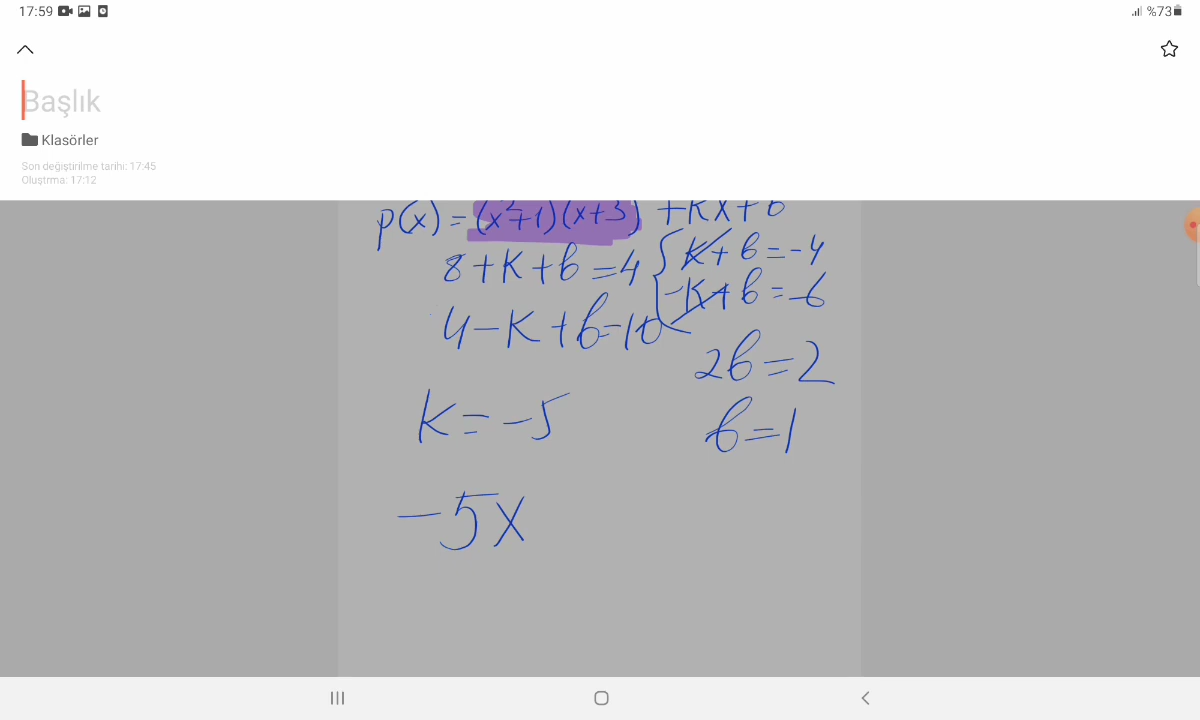 17:59 %73
Başlık
Klasörler
Son değiştirilme tarihi: 17:45
Oluştrma: 17:12
p(x) = (x²+1)(x+3) + kx + b
8 + k + b = 4 { k + b = -4
4 - k + b = 10 -k + b = -6
2b = 2
k = -5 b = 1
-5x